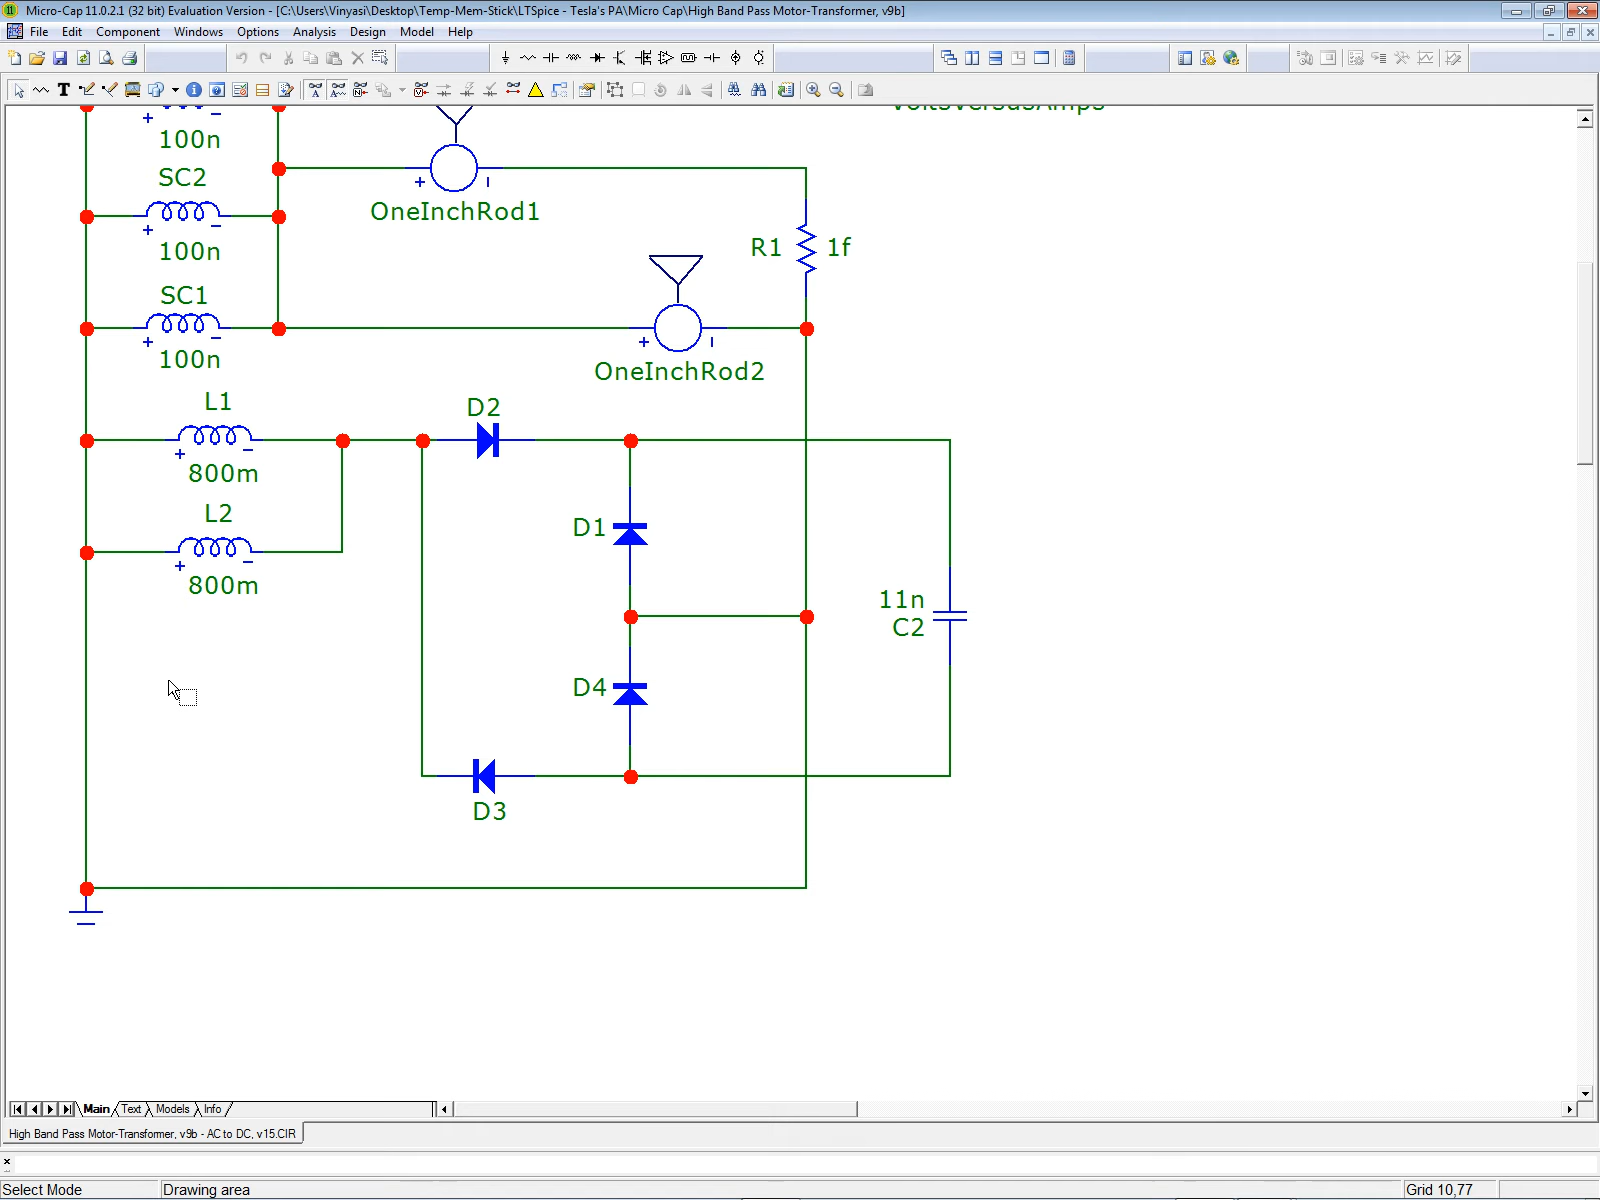 Micro-Cap 11.0.2.1 (32 bit) Evaluation Version - [C:\Users\Vinyasi\Desktop\Temp-Mem-Stick\LTSpice - Tesla's PA\Micro Cap\High Band Pass Motor-Transformer, v9b]
File Edit Component Windows Options Analysis Design Model Help
VoltsVersusAmps
+ −
100n
SC2
+ −
OneInchRod1
+ −
100n
R1 1f
SC1
+ −
100n
+ −
OneInchRod2
L1
D2
+ −
800m
L2
D1
+ −
800m
11n
C2
D4
D3
Main Text Models Info
High Band Pass Motor-Transformer, v9b - AC to DC, v15.CIR
Select Mode Drawing area Grid 10,77